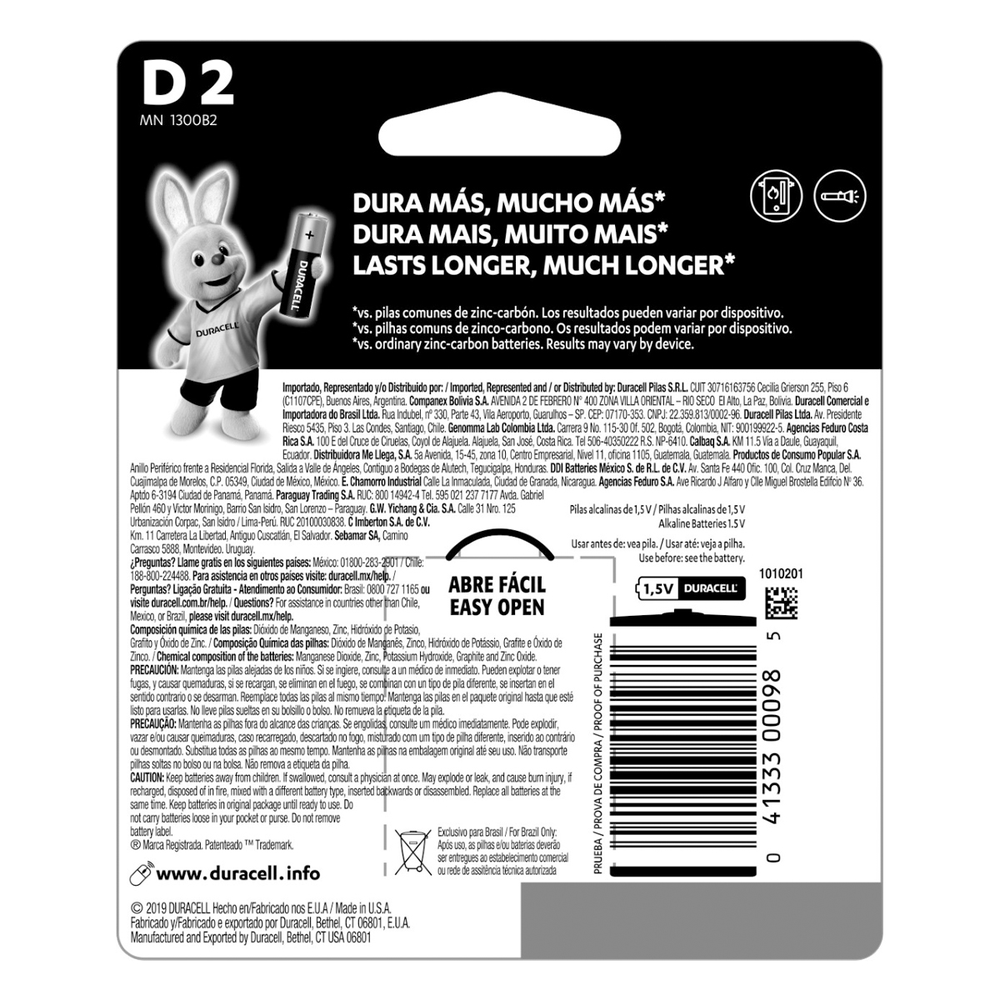 D 2
MN 1300B2
DURA MÁS, MUCHO MÁS*
DURA MAIS, MUITO MAIS*
LASTS LONGER, MUCH LONGER*
*vs. pilas comunes de zinc-carbón. Los resultados pueden variar por dispositivo.
*vs. pilhas comuns de zinco-carbono. Os resultados podem variar por dispositivo.
*vs. ordinary zinc-carbon batteries. Results may vary by device.
+
DURACELL
DURACELL
Importado, Representado y/o Distribuido por: / Imported, Represented and / or Distributed by: Duracell Pilas S.R.L. CUIT 30716163756 Cecilia Grierson 255, Piso 6
(C1107CPE), Buenos Aires, Argentina. Companex Bolivia S.A. AVENIDA 2 DE FEBRERO N° 400 ZONA VILLA ORIENTAL – RIO SECO El Alto, La Paz, Bolivia. Duracell Comercial e
Importadora do Brasil Ltda. Rua Indubel, n° 330, Parte 43, Vila Aeroporto, Guarulhos – SP. CEP: 07170-353. CNPJ: 22.359.813/0002-96. Duracell Pilas Ltda. Av. Presidente
Riesco 5435, Piso 3. Las Condes, Santiago, Chile. Genomma Lab Colombia Ltda. Carrera 9 No. 115-30 Of. 502, Bogotá, Colombia, NIT: 900199922-5. Agencias Feduro Costa
Rica S.A. 100 E del Cruce de Ciruelas, Coyol de Alajuela. Alajuela, San José, Costa Rica. Tel 506-40350222 R.S. NP-6410. Calbaq S.A. KM 11.5 Vía a Daule, Guayaquil,
Ecuador. Distribuidora Me Llega, S.A. 5a Avenida, 15-45, zona 10, Centro Empresarial, Nivel 11, oficina 1105, Guatemala, Guatemala. Productos de Consumo Popular S.A.
Anillo Periférico frente a Residencial Florida, Salida a Valle de Ángeles, Contiguo a Bodegas de Alutech, Tegucigalpa, Honduras. DDI Batteries México S. de R.L. de C.V. Av. Santa Fe 440 Ofic. 100, Col. Cruz Manca, Del.
Cuajimalpa de Morelos, C.P. 05349, Ciudad de México, México. E. Chamorro Industrial Calle La Inmaculada, Ciudad de Granada, Nicaragua. Agencias Feduro S.A. Ave Ricardo J Alfaro y Clle Miguel Brostella Edificio N° 36.
Aptdo 6-3194 Ciudad de Panamá, Panamá. Paraguay Trading S.A. RUC: 800 14942-4 Tel. 595 021 237 7177 Avda. Gabriel
Pellón 460 y Victor Morinigo, Barrio San Isidro, San Lorenzo – Paraguay. G.W. Yichang & Cia. S.A. Calle 31 Nro. 125
Urbanización Corpac, San Isidro / Lima-Perú. RUC 20100030838. C Imberton S.A. de C.V.
Km. 11 Carretera La Libertad, Antiguo Cuscatlán, El Salvador. Sebamar SA, Camino
Carrasco 5888, Montevideo. Uruguay.
¿Preguntas? Llame gratis en los siguientes países: México: 01800-283-2901 / Chile:
188-800-224488. Para asistencia en otros países visite: duracell.mx/help. /
Perguntas? Ligação Gratuita - Atendimento ao Consumidor: Brasil: 0800 727 1165 ou
visite duracell.com.br/help. / Questions? For assistance in countries other than Chile,
Mexico, or Brazil, please visit duracell.mx/help.
Composición química de las pilas: Dióxido de Manganeso, Zinc, Hidróxido de Potasio,
Grafito y Óxido de Zinc. / Composição Química das pilhas: Dióxido de Manganês, Zinco, Hidróxido de Potássio, Grafite e Óxido de
Zinco. / Chemical composition of the batteries: Manganese Dioxide, Zinc, Potassium Hydroxide, Graphite and Zinc Oxide.
PRECAUCIÓN: Mantenga las pilas alejadas de los niños. Si se ingiere, consulte a un médico de inmediato. Pueden explotar o tener
fugas, y causar quemaduras, si se recargan, se eliminan en el fuego, se combinan con un tipo de pila diferente, se insertan en el
sentido contrario o se desarman. Reemplace todas las pilas al mismo tiempo. Mantenga las pilas en el paquete original hasta que esté
listo para usarlas. No lleve pilas sueltas en su bolsillo o bolso. No remueva la etiqueta de la pila.
PRECAUÇÃO: Mantenha as pilhas fora do alcance das crianças. Se engolidas, consulte um médico imediatamente. Pode explodir,
vazar e/ou causar queimaduras, caso recarregado, descartado no fogo, misturado com um tipo de pilha diferente, inserido ao contrário
ou desmontado. Substitua todas as pilhas ao mesmo tempo. Mantenha as pilhas na embalagem original até seu uso. Não transporte
pilhas soltas no bolso ou na bolsa. Não remova a etiqueta da pilha.
CAUTION: Keep batteries away from children. If swallowed, consult a physician at once. May explode or leak, and cause burn injury, if
recharged, disposed of in fire, mixed with a different battery type, inserted backwards or disassembled. Replace all batteries at the
same time. Keep batteries in original package until ready to use. Do
not carry batteries loose in your pocket or purse. Do not remove
battery label.
® Marca Registrada. Patenteado ™ Trademark.
www.duracell.info
© 2019 DURACELL Hecho en/Fabricado nos E.U.A / Made in U.S.A.
Fabricado y/Fabricado e exportado por Duracell, Bethel, CT 06801, E.U.A.
Manufactured and Exported by Duracell, Bethel, CT USA 06801
Pilas alcalinas de 1,5 V / Pilhas alcalinas de 1,5 V
Alkaline Batteries 1.5 V
Usar antes de: vea pila. / Usar até: veja a pilha.
Use before: see the battery.
ABRE FÁCIL
EASY OPEN
1,5V DURACELL
1010201
PRUEBA / PROVA DE COMPRA / PROOF OF PURCHASE
0 41333 00098 5
Exclusivo para Brasil / For Brazil Only:
Após uso, as pilhas e/ou baterias deverão
ser entregues ao estabelecimento comercial
ou rede de assistência técnica autorizada